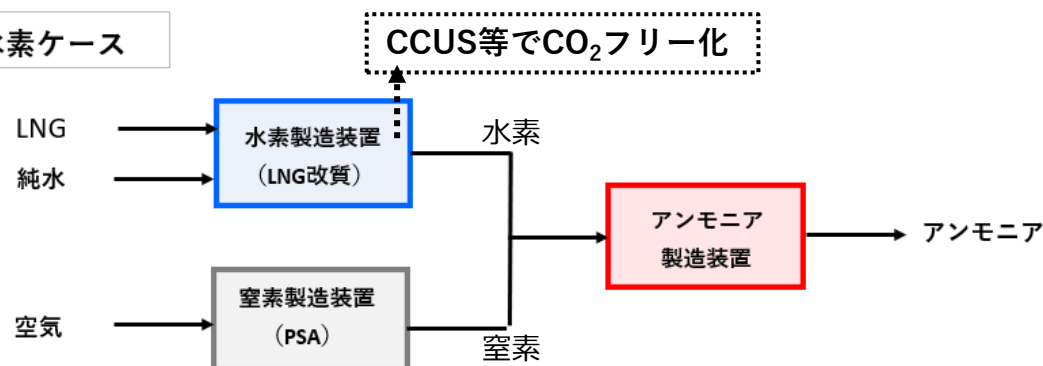 水素ケース
CCUS等でCO₂フリー化
LNG
純水
水素製造装置
（LNG改質）
水素
アンモニア
製造装置
アンモニア
空気
窒素製造装置
（PSA）
窒素